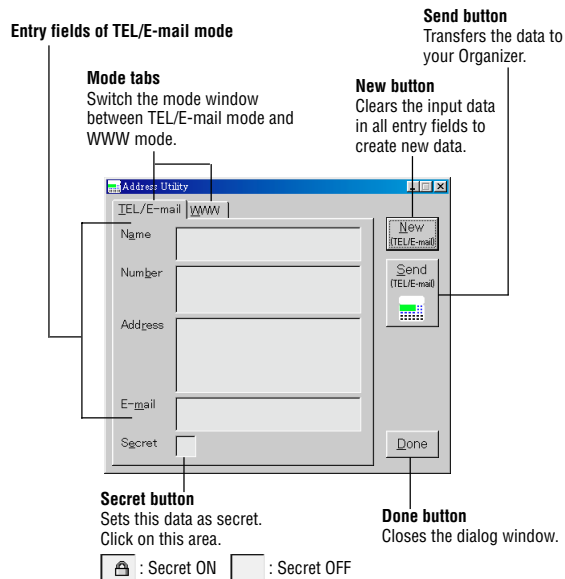 Entry fields of TEL/E-mail mode
Send button
Transfers the data to
your Organizer.
Mode tabs
Switch the mode window
between TEL/E-mail mode and
WWW mode.
New button
Clears the input data
in all entry fields to
create new data.
Address Utility
TEL/E-mail
WWW
Name
Number
Address
E-mail
Secret
New
(TEL/E-mail)
Send
(TEL/E-mail)
Done
Secret button
Sets this data as secret.
Click on this area.
: Secret ON : Secret OFF
Done button
Closes the dialog window.